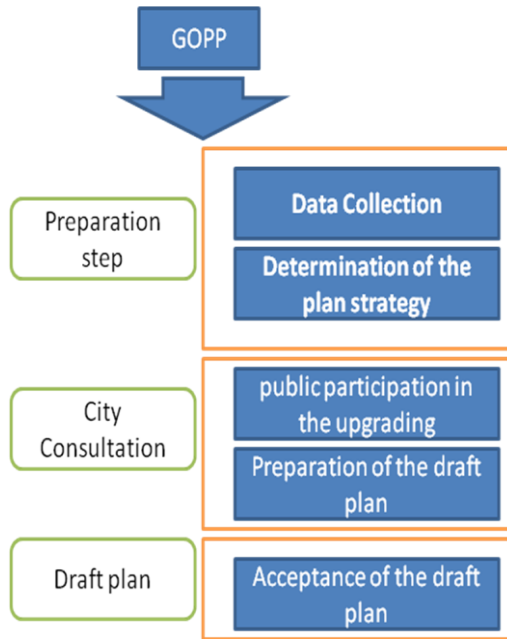 GOPP
Preparation
step
Data Collection
Determination of the
plan strategy
City
Consultation
public participation in
the upgrading
Preparation of the draft
plan
Draft plan
Acceptance of the draft
plan